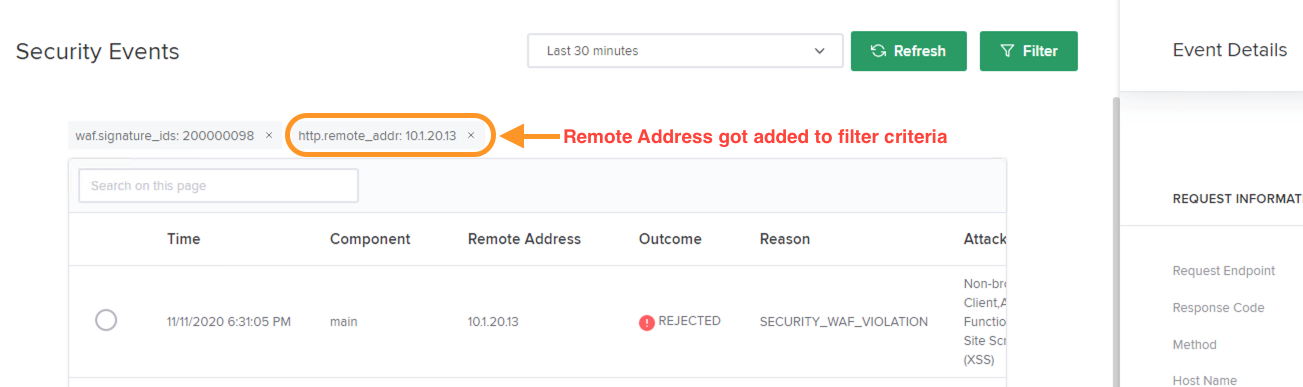 Security Events
Last 30 minutes
Refresh
Filter
Event Details
waf.signature_ids: 200000098 ×
http.remote_addr: 10.1.20.13 ×
Remote Address got added to filter criteria
Search on this page
REQUEST INFORMATI
Time Component Remote Address Outcome Reason Attack
11/11/2020 6:31:05 PM main 10.1.20.13 REJECTED SECURITY_WAF_VIOLATION
Non-bro
Client,A
Functio
Site Scr
(XSS)
Request Endpoint
Response Code
Method
Host Name